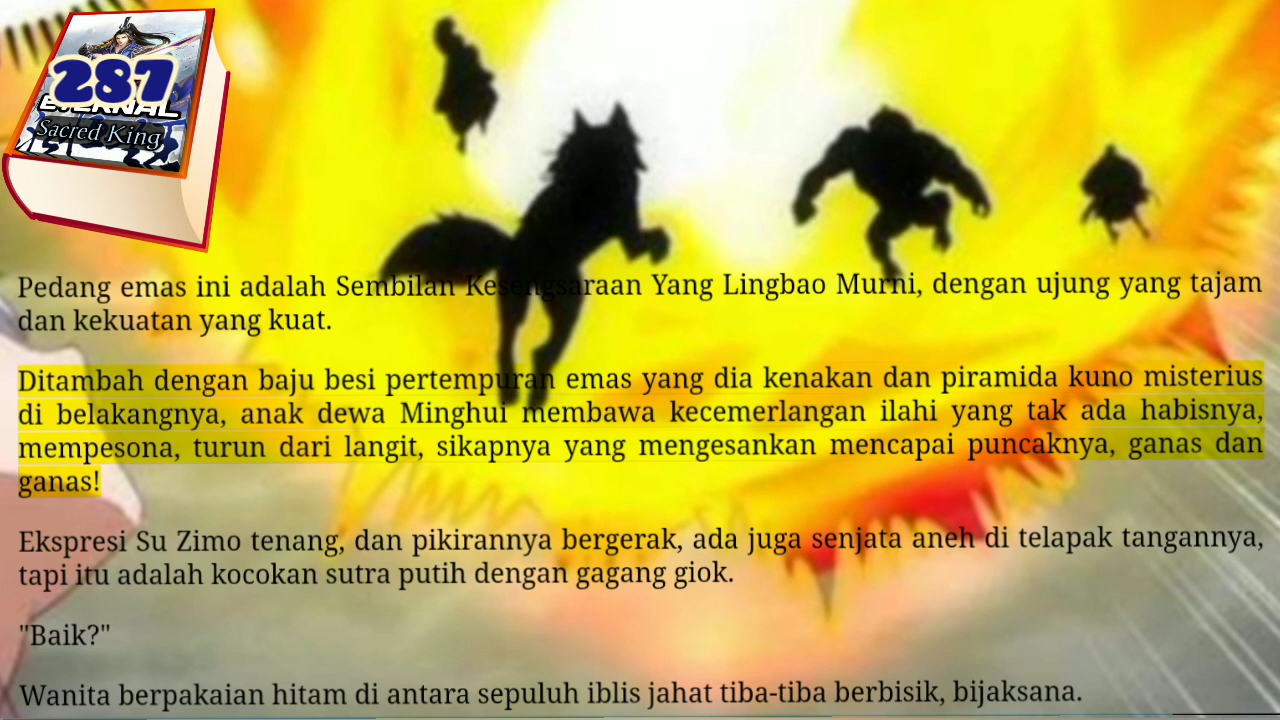 287
ETERNAL
Sacred King
Pedang emas ini adalah Sembilan Kesengsaraan Yang Lingbao Murni, dengan ujung yang tajam
dan kekuatan yang kuat.
Ditambah dengan baju besi pertempuran emas yang dia kenakan dan piramida kuno misterius
di belakangnya, anak dewa Minghui membawa kecemerlangan ilahi yang tak ada habisnya,
mempesona, turun dari langit, sikapnya yang mengesankan mencapai puncaknya, ganas dan
ganas!
Ekspresi Su Zimo tenang, dan pikirannya bergerak, ada juga senjata aneh di telapak tangannya,
tapi itu adalah kocokan sutra putih dengan gagang giok.
"Baik?"
Wanita berpakaian hitam di antara sepuluh iblis jahat tiba-tiba berbisik, bijaksana.